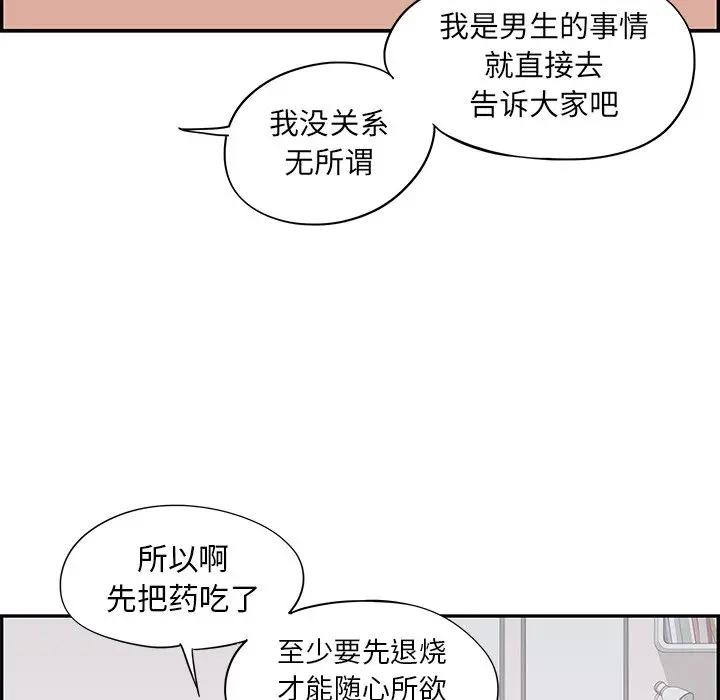 我是男生的事情
就直接去
告诉大家吧
我没关系
无所谓
所以啊
先把药吃了
至少要先退烧
才能随心所欲